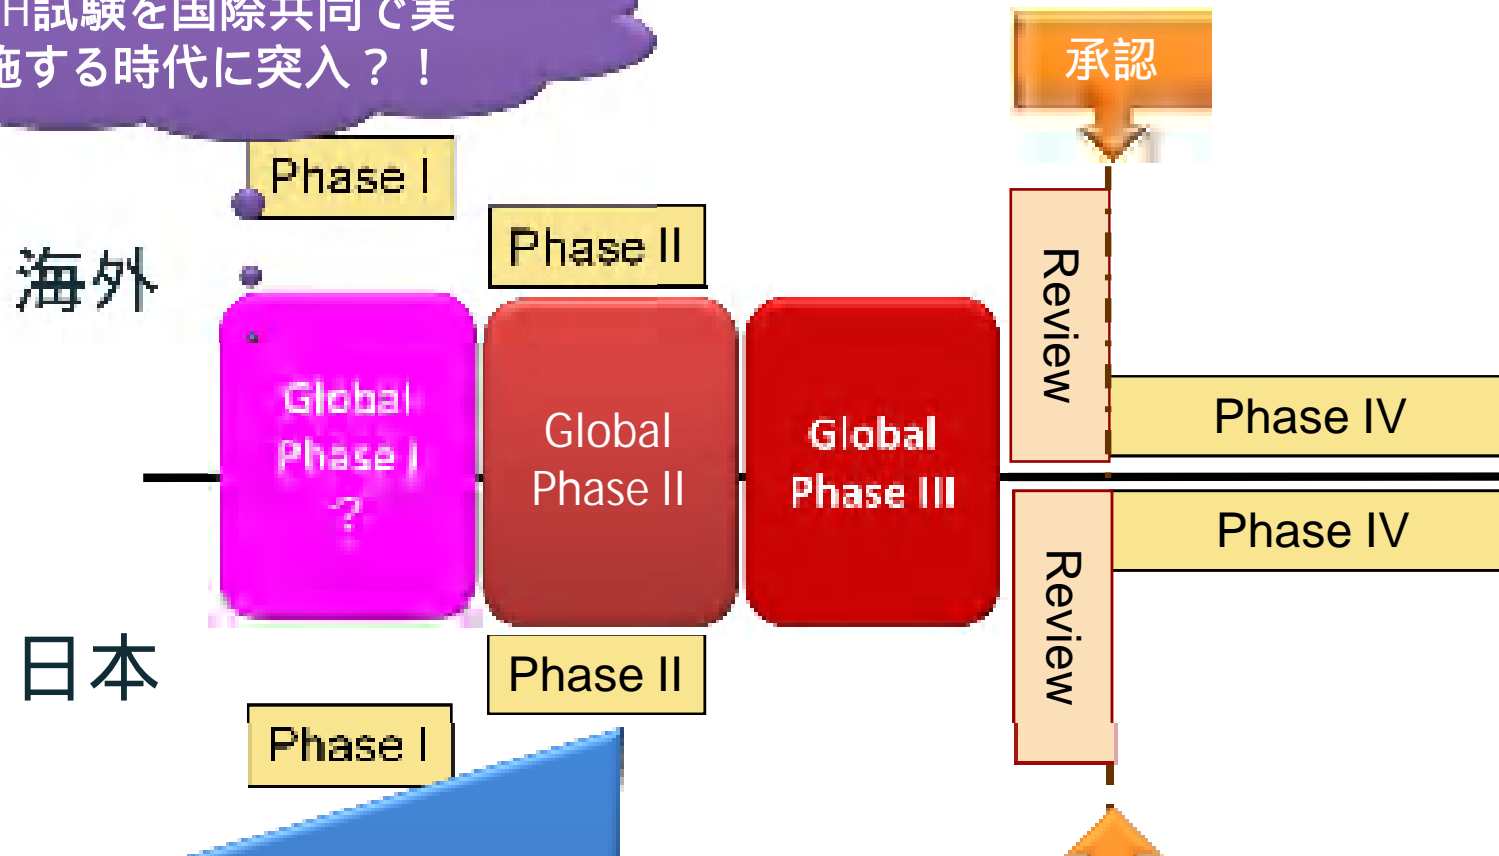 H試験を国際共同で実
施する時代に突入？！
承認
Phase I
Phase II
海外
Review
Global
Phase I
?
Global
Phase II
Global
Phase III
Phase IV
Phase IV
Review
日本
Phase II
Phase I